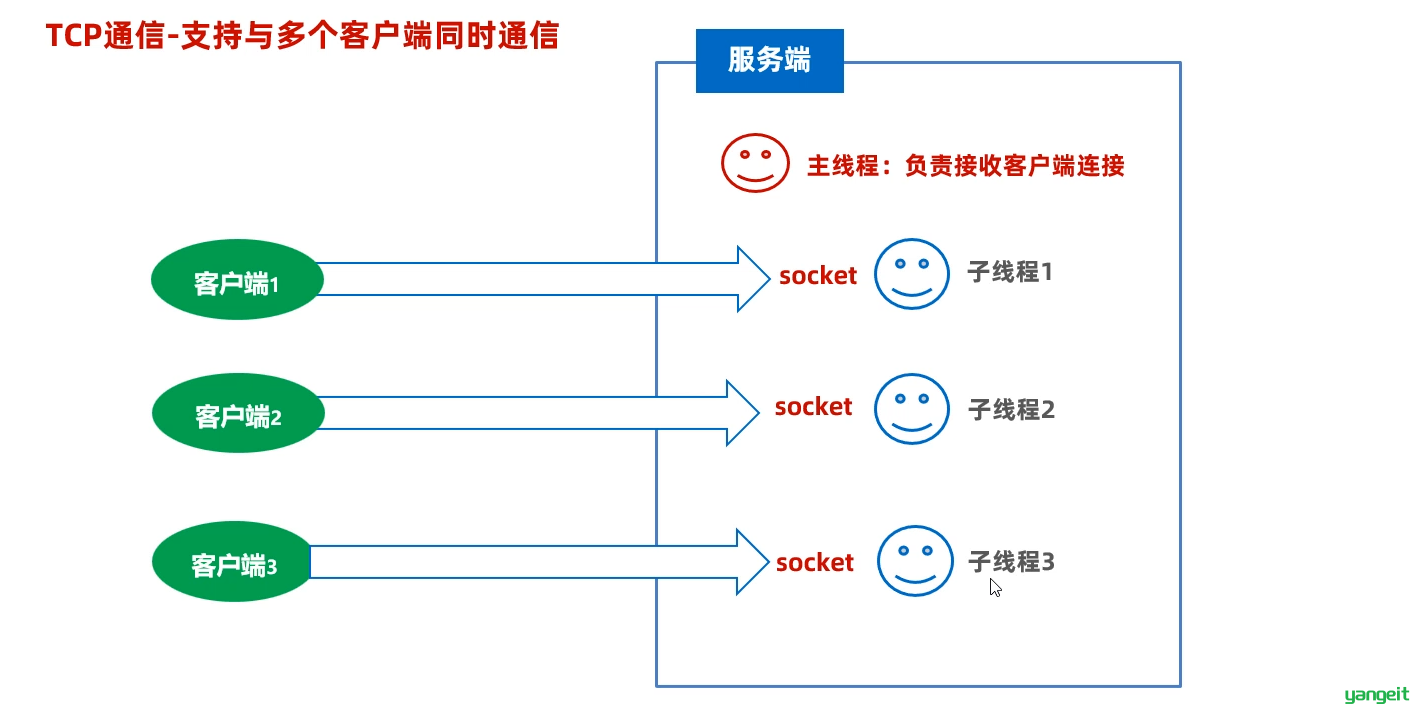 TCP通信-支持与多个客户端同时通信
服务端
主线程：负责接收客户端连接
客户端1
socket
子线程1
客户端2
socket
子线程2
客户端3
socket
子线程3
yangeit